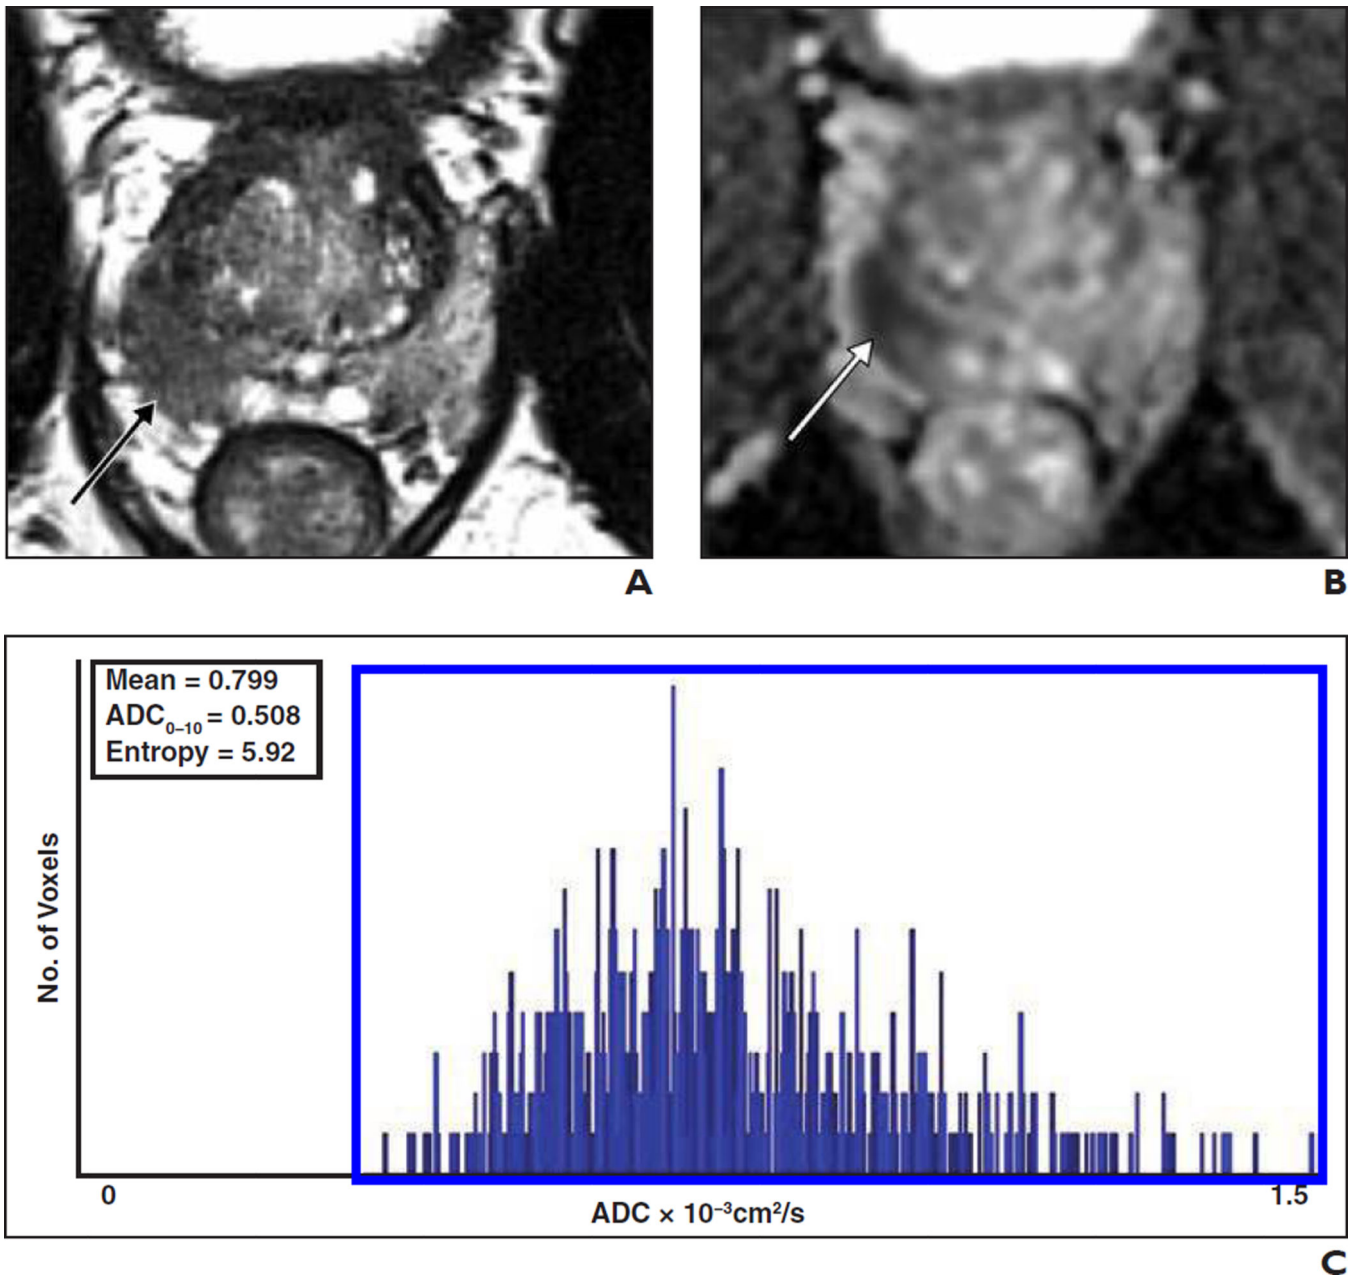 A
B
Mean = 0.799
ADC0–10 = 0.508
Entropy = 5.92
No. of Voxels
0
1.5
ADC × 10–3cm2/s
C